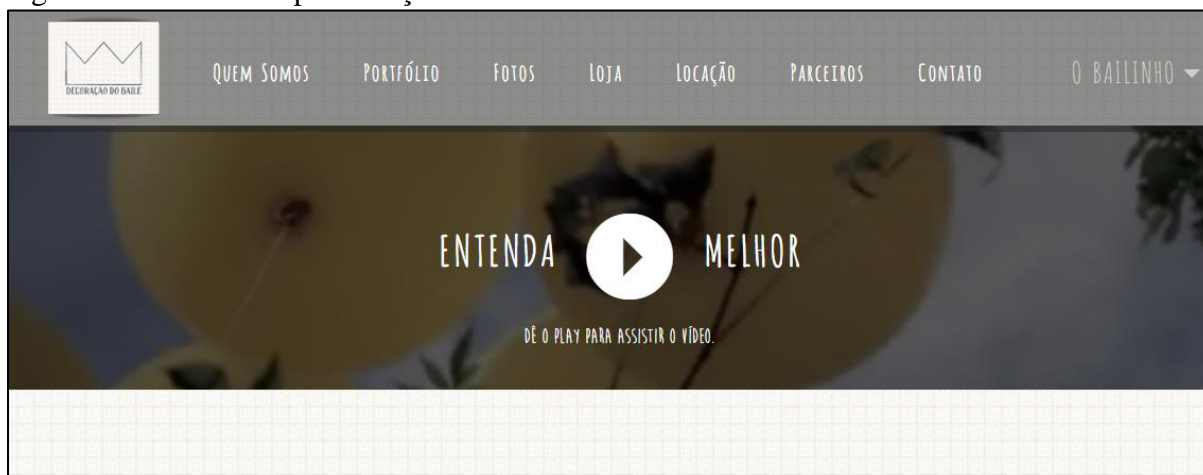 DECORAÇÃO DO BAILE
QUEM SOMOS PORTFÓLIO FOTOS LOJA LOCAÇÃO PARCEIROS CONTATO O BAILINHO
ENTENDA MELHOR
DÊ O PLAY PARA ASSISTIR O VÍDEO.